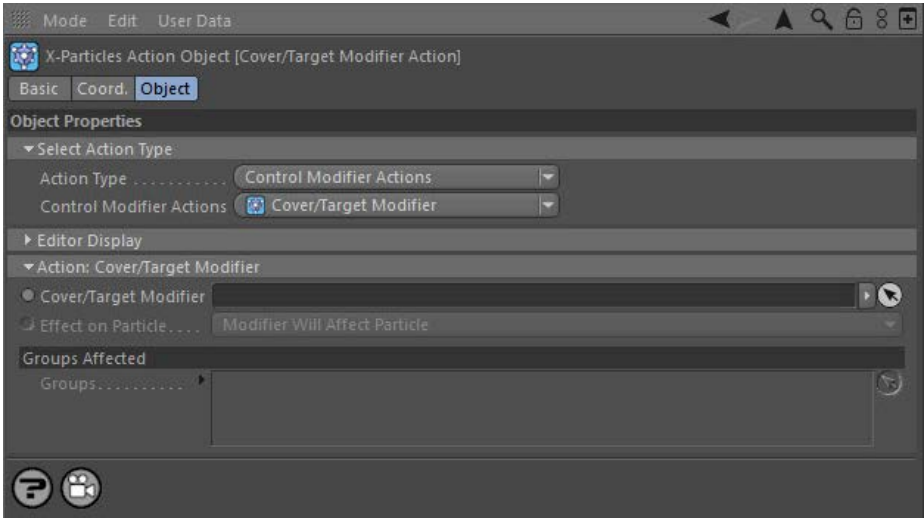 Mode Edit User Data
X-Particles Action Object [Cover/Target Modifier Action]
Basic Coord. Object
Object Properties
Select Action Type
Action Type . . . . . . . . . . . Control Modifier Actions
Control Modifier Actions Cover/Target Modifier
Editor Display
Action: Cover/Target Modifier
Cover/Target Modifier
Effect on Particle. . . . Modifier Will Affect Particle
Groups Affected
Groups. . . . . . . . . .